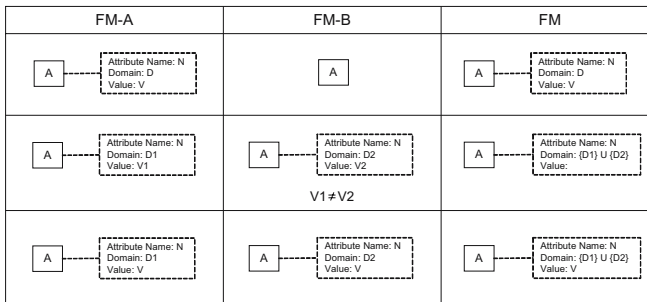 FM-A FM-B FM
A Attribute Name: N
Domain: D
Value: V
A
A Attribute Name: N
Domain: D
Value: V
A Attribute Name: N
Domain: D1
Value: V1
A Attribute Name: N
Domain: D2
Value: V2
V1≠V2
A Attribute Name: N
Domain: {D1} U {D2}
Value:
A Attribute Name: N
Domain: D1
Value: V
A Attribute Name: N
Domain: D2
Value: V
A Attribute Name: N
Domain: {D1} U {D2}
Value: V